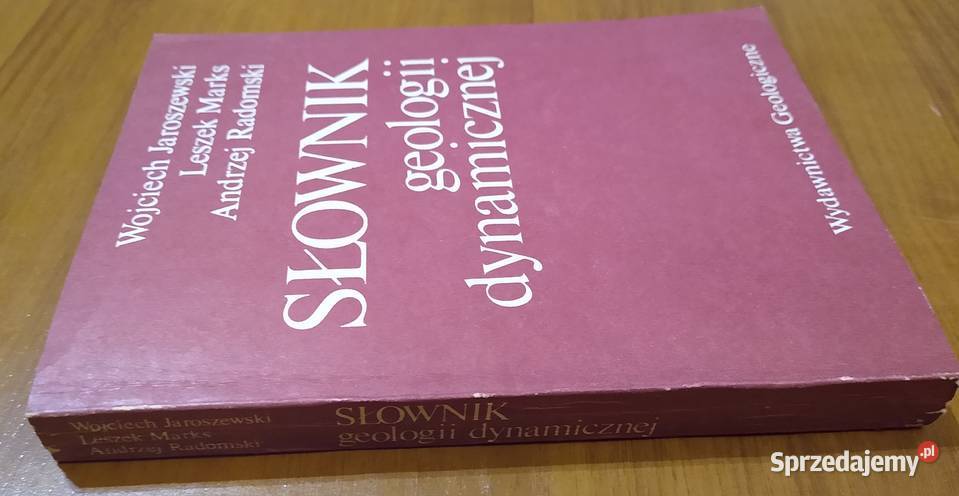 Wojciech Jaroszewski
Leszek Marks
Andrzej Radomski
SŁOWNIK
geologii
dynamicznej
Wydawnictwa Geologiczne
Wojciech Jaroszewski
Leszek Marks
Andrzej Radomski
SŁOWNIK
geologii dynamicznej
Sprzedajemy.pl